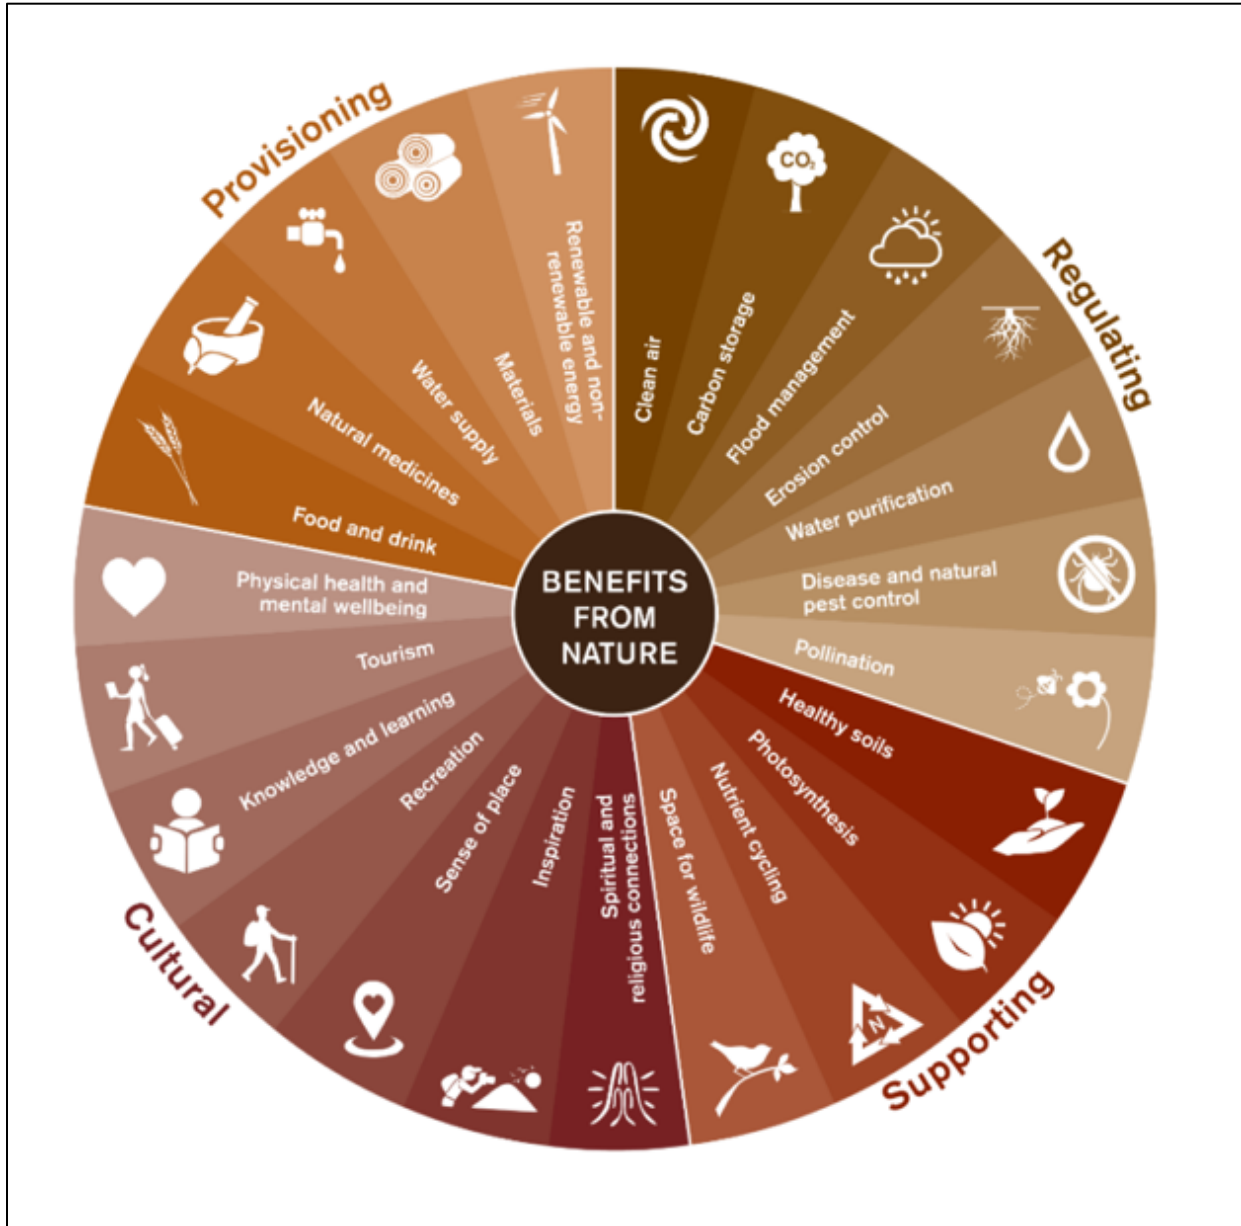 BENEFITS
FROM
NATURE
Provisioning
Food and drink
Natural medicines
Water supply
Materials
Renewable and non-
renewable energy
Regulating
Clean air
CO₂
Carbon storage
Flood management
Erosion control
Water purification
Disease and natural
pest control
Pollination
Supporting
Healthy soils
Photosynthesis
N
Nutrient cycling
Space for wildlife
Cultural
Spiritual and
religious connections
Inspiration
Sense of place
Recreation
Knowledge and learning
Tourism
Physical health and
mental wellbeing